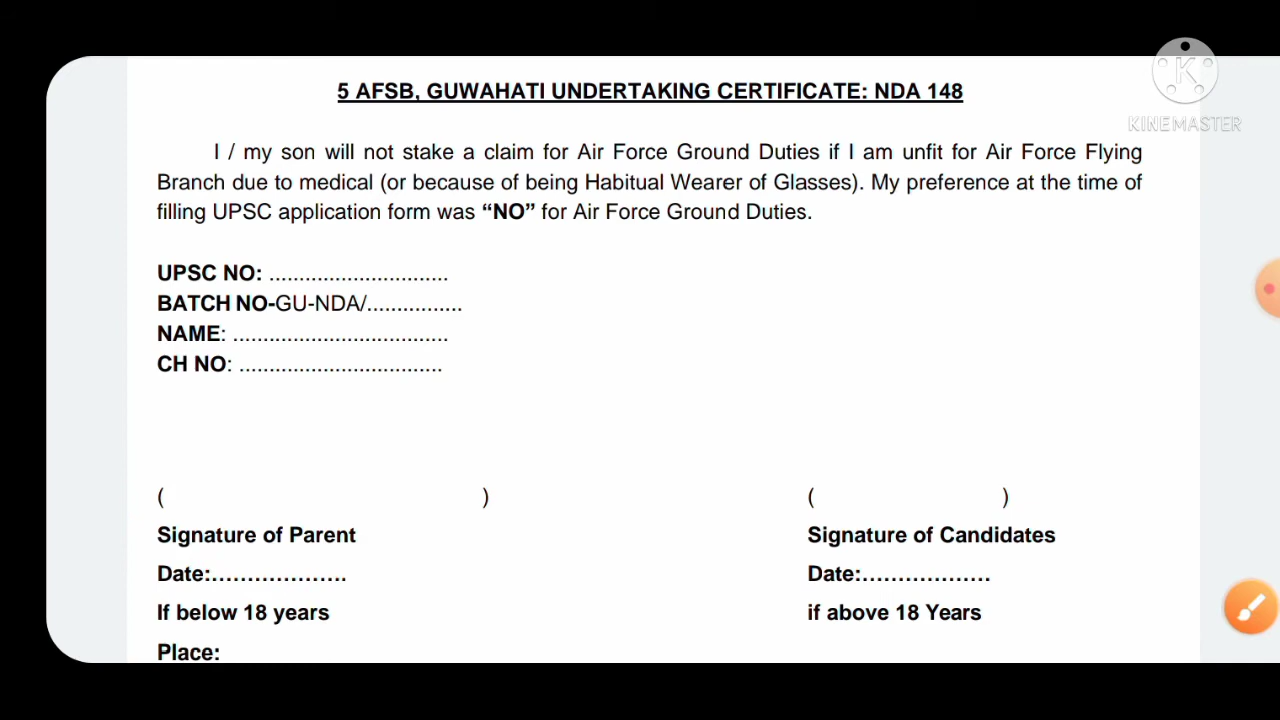 5 AFSB, GUWAHATI UNDERTAKING CERTIFICATE: NDA 148
KINEMASTER
I / my son will not stake a claim for Air Force Ground Duties if I am unfit for Air Force Flying
Branch due to medical (or because of being Habitual Wearer of Glasses). My preference at the time of
filling UPSC application form was “NO” for Air Force Ground Duties.
UPSC NO: ..............................
BATCH NO-GU-NDA/................
NAME: ....................................
CH NO: ..................................
( )
( )
Signature of Parent
Signature of Candidates
Date:...................
Date:..................
If below 18 years
if above 18 Years
Place: